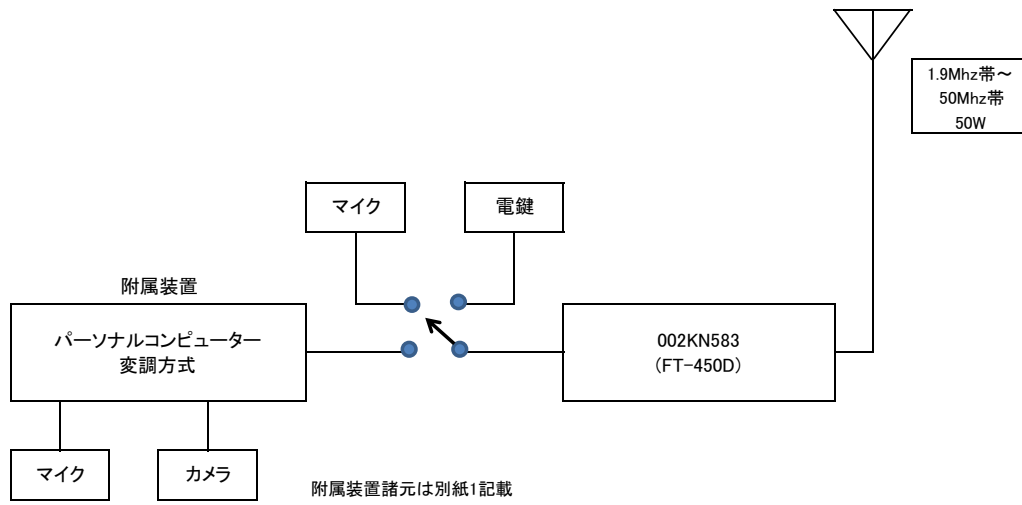 1.9Mhz帯～
50Mhz帯
50W
マイク
電鍵
附属装置
パーソナルコンピューター
変調方式
002KN583
(FT-450D)
マイク
カメラ
附属装置諸元は別紙1記載